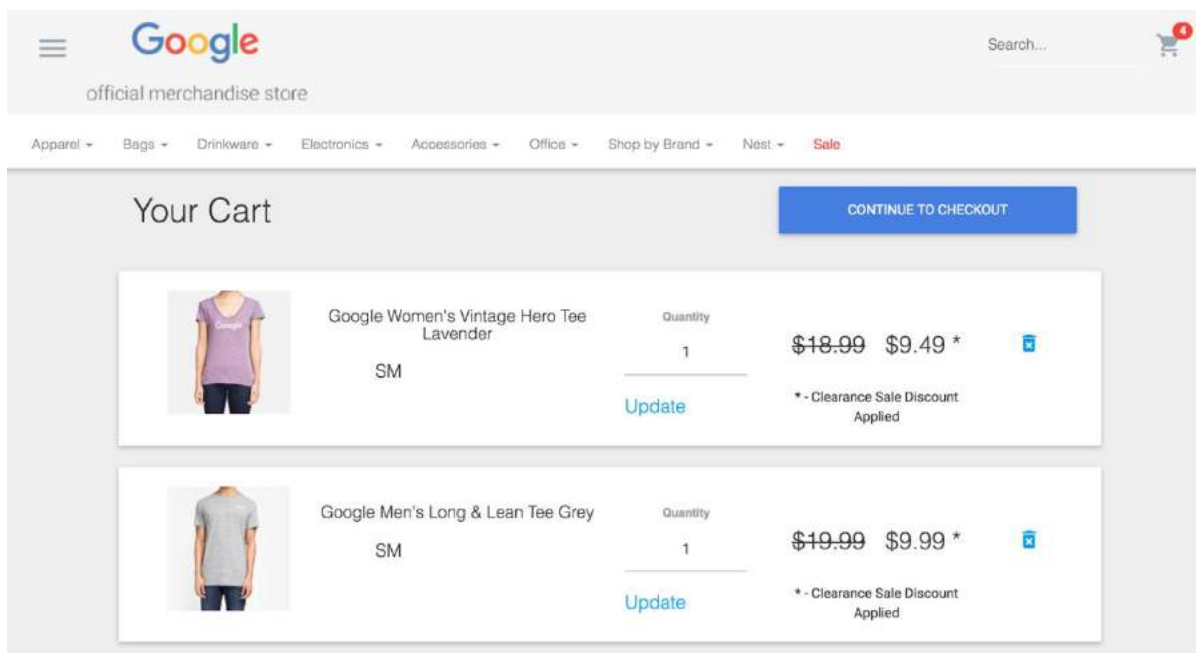 Google
Search...
4
official merchandise store
Apparel
Bags
Drinkware
Electronics
Accessories
Office
Shop by Brand
Nest
Sale
Your Cart
CONTINUE TO CHECKOUT
Google
Google Women's Vintage Hero Tee
Lavender
SM
Quantity
1
Update
$18.99 $9.49 *
* - Clearance Sale Discount
Applied
Google Men's Long & Lean Tee Grey
SM
Quantity
1
Update
$19.99 $9.99 *
* - Clearance Sale Discount
Applied